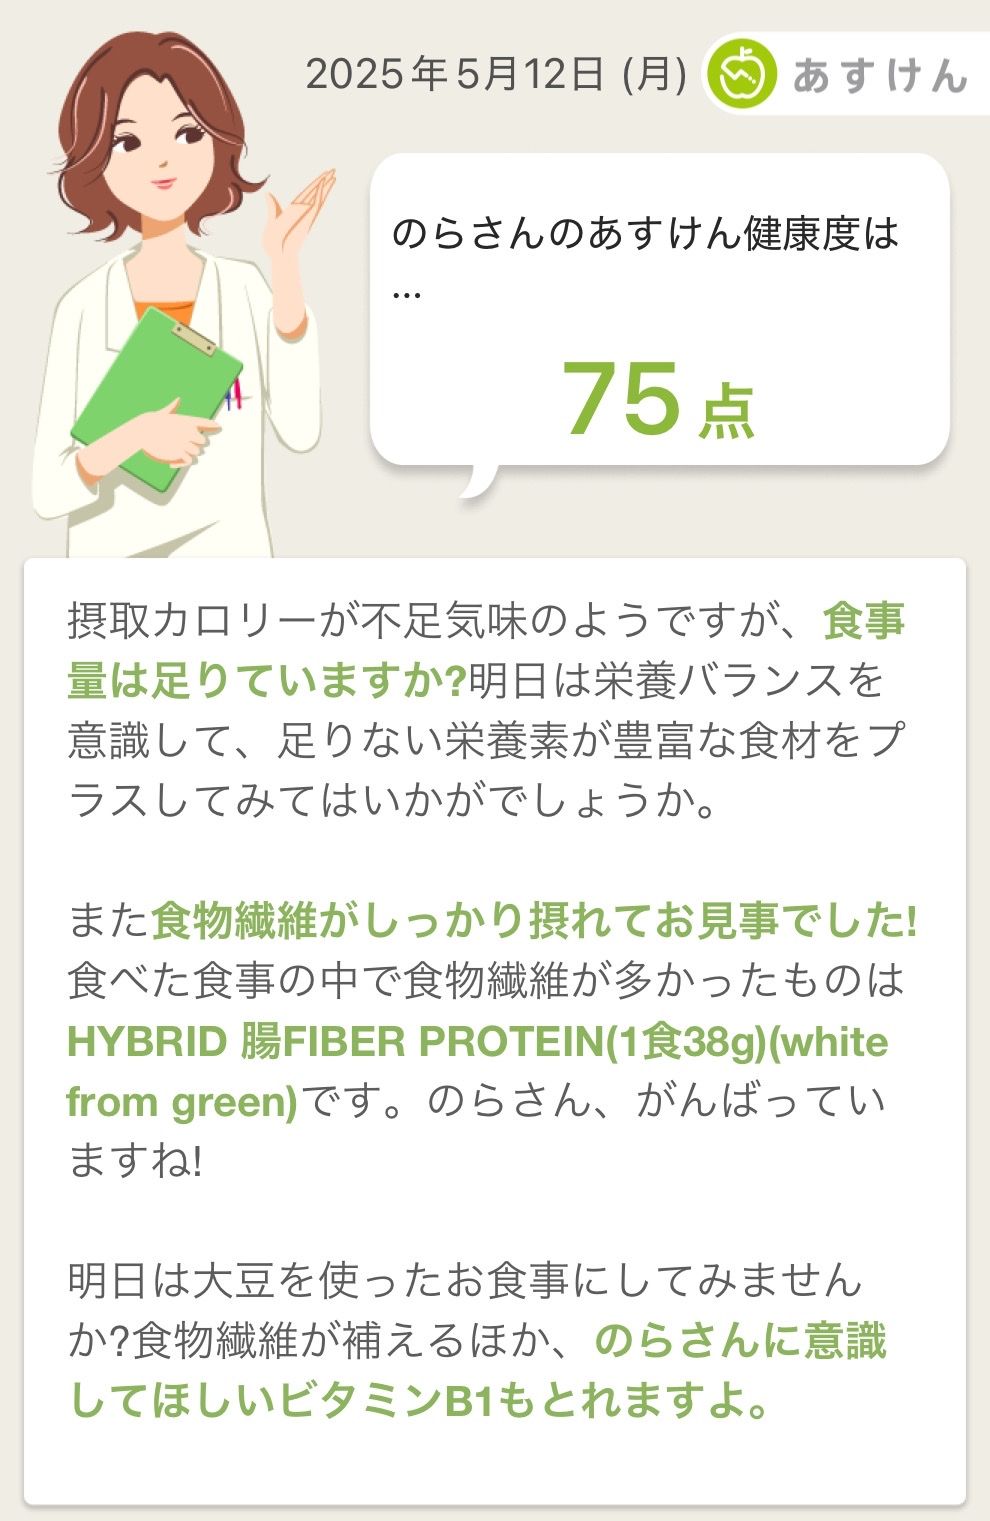 2025年5月12日 (月)
あすけん
のらさんのあすけん健康度は
...
75点
摂取カロリーが不足気味のようですが、食事
量は足りていますか?明日は栄養バランスを
意識して、足りない栄養素が豊富な食材をプ
ラスしてみてはいかがでしょうか。
また食物繊維がしっかり摂れてお見事でした!
食べた食事の中で食物繊維が多かったものは
HYBRID 腸FIBER PROTEIN(1食38g)(white
from green)です。のらさん、がんばってい
ますね!
明日は大豆を使ったお食事にしてみません
か?食物繊維が補えるほか、のらさんに意識
してほしいビタミンB1もとれますよ。